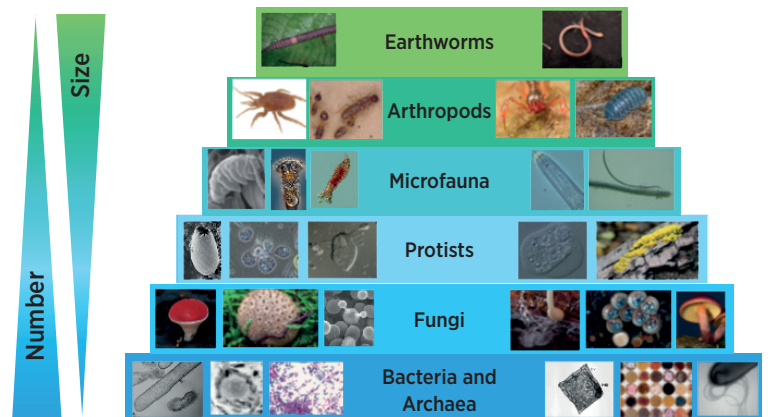 Number
Size
Earthworms
Arthropods
Microfauna
Protists
Fungi
Bacteria and
Archaea